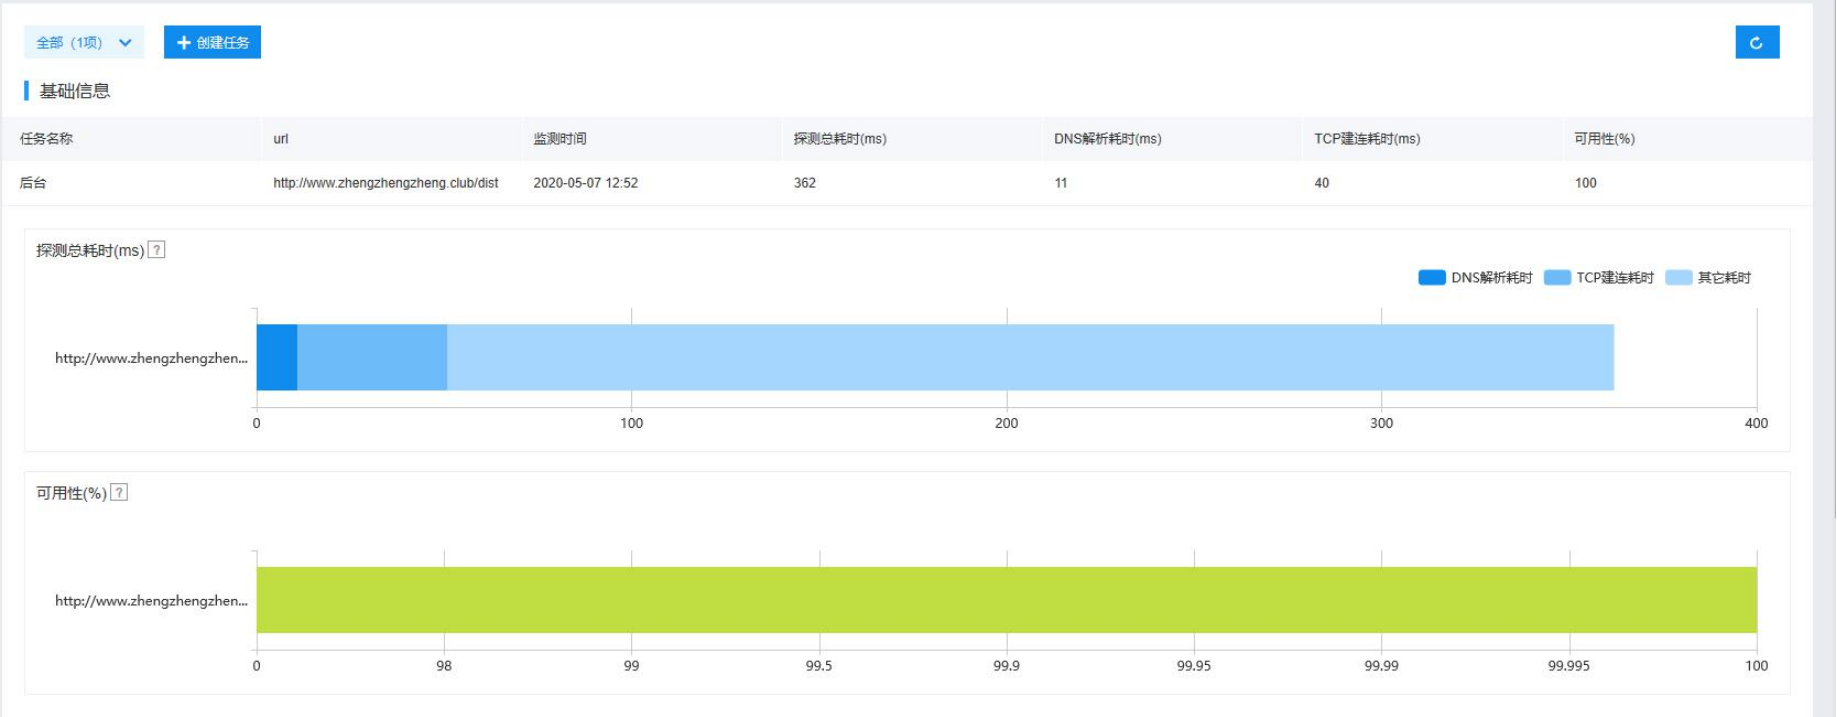 全部（1项）
创建任务
基础信息
任务名称 url 监测时间 探测总耗时(ms) DNS解析耗时(ms) TCP建连耗时(ms) 可用性(%)
后台 http://www.zhengzhengzheng.club/dist 2020-05-07 12:52 362 11 40 100
探测总耗时(ms) ?
DNS解析耗时 TCP建连耗时 其它耗时
http://www.zhengzhengzhen...
0 100 200 300 400
可用性(%) ?
http://www.zhengzhengzhen...
0 98 99 99.5 99.9 99.95 99.99 99.995 100